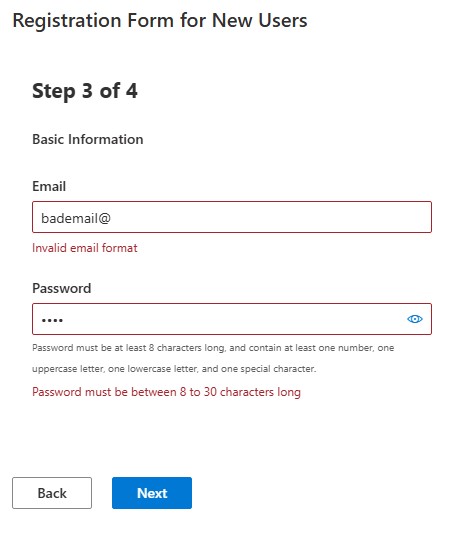 Registration Form for New Users
Step 3 of 4
Basic Information
Email
bademail@
Invalid email format
Password
••••
Password must be at least 8 characters long, and contain at least one number, one
uppercase letter, one lowercase letter, and one special character.
Password must be between 8 to 30 characters long
Back
Next